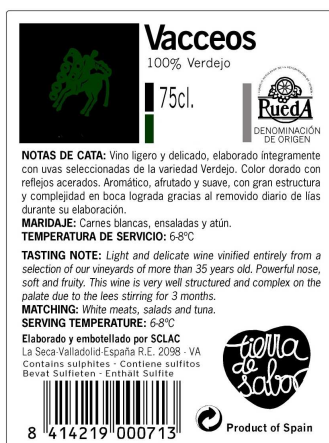 Vacceos
100% Verdejo
75cl.
RuedA
DENOMINACIÓN
DE ORIGEN
NOTAS DE CATA: Vino ligero y delicado, elaborado íntegramente
con uvas seleccionadas de la variedad Verdejo. Color dorado con
reflejos acerados. Aromático, afrutado y suave, con gran estructura
y complejidad en boca lograda gracias al removido diario de lías
durante su elaboración.
MARIDAJE: Carnes blancas, ensaladas y atún.
TEMPERATURA DE SERVICIO: 6-8ºC
TASTING NOTE: Light and delicate wine vinified entirely from a
selection of our vineyards of more than 35 years old. Powerful nose,
soft and fruity. This wine is very well structured and complex on the
palate due to the lees stirring for 3 months.
MATCHING: White meats, salads and tuna.
SERVING TEMPERATURE: 6-8ºC
Elaborado y embotellado por SCLAC
La Seca-Valladolid-España R.E. 2098 - VA
Contains sulphites - Contiene sulfitos
Bevat Sulfieten - Enthält Sulfite
tierra
de
sabor
8 414219 000713
Product of Spain